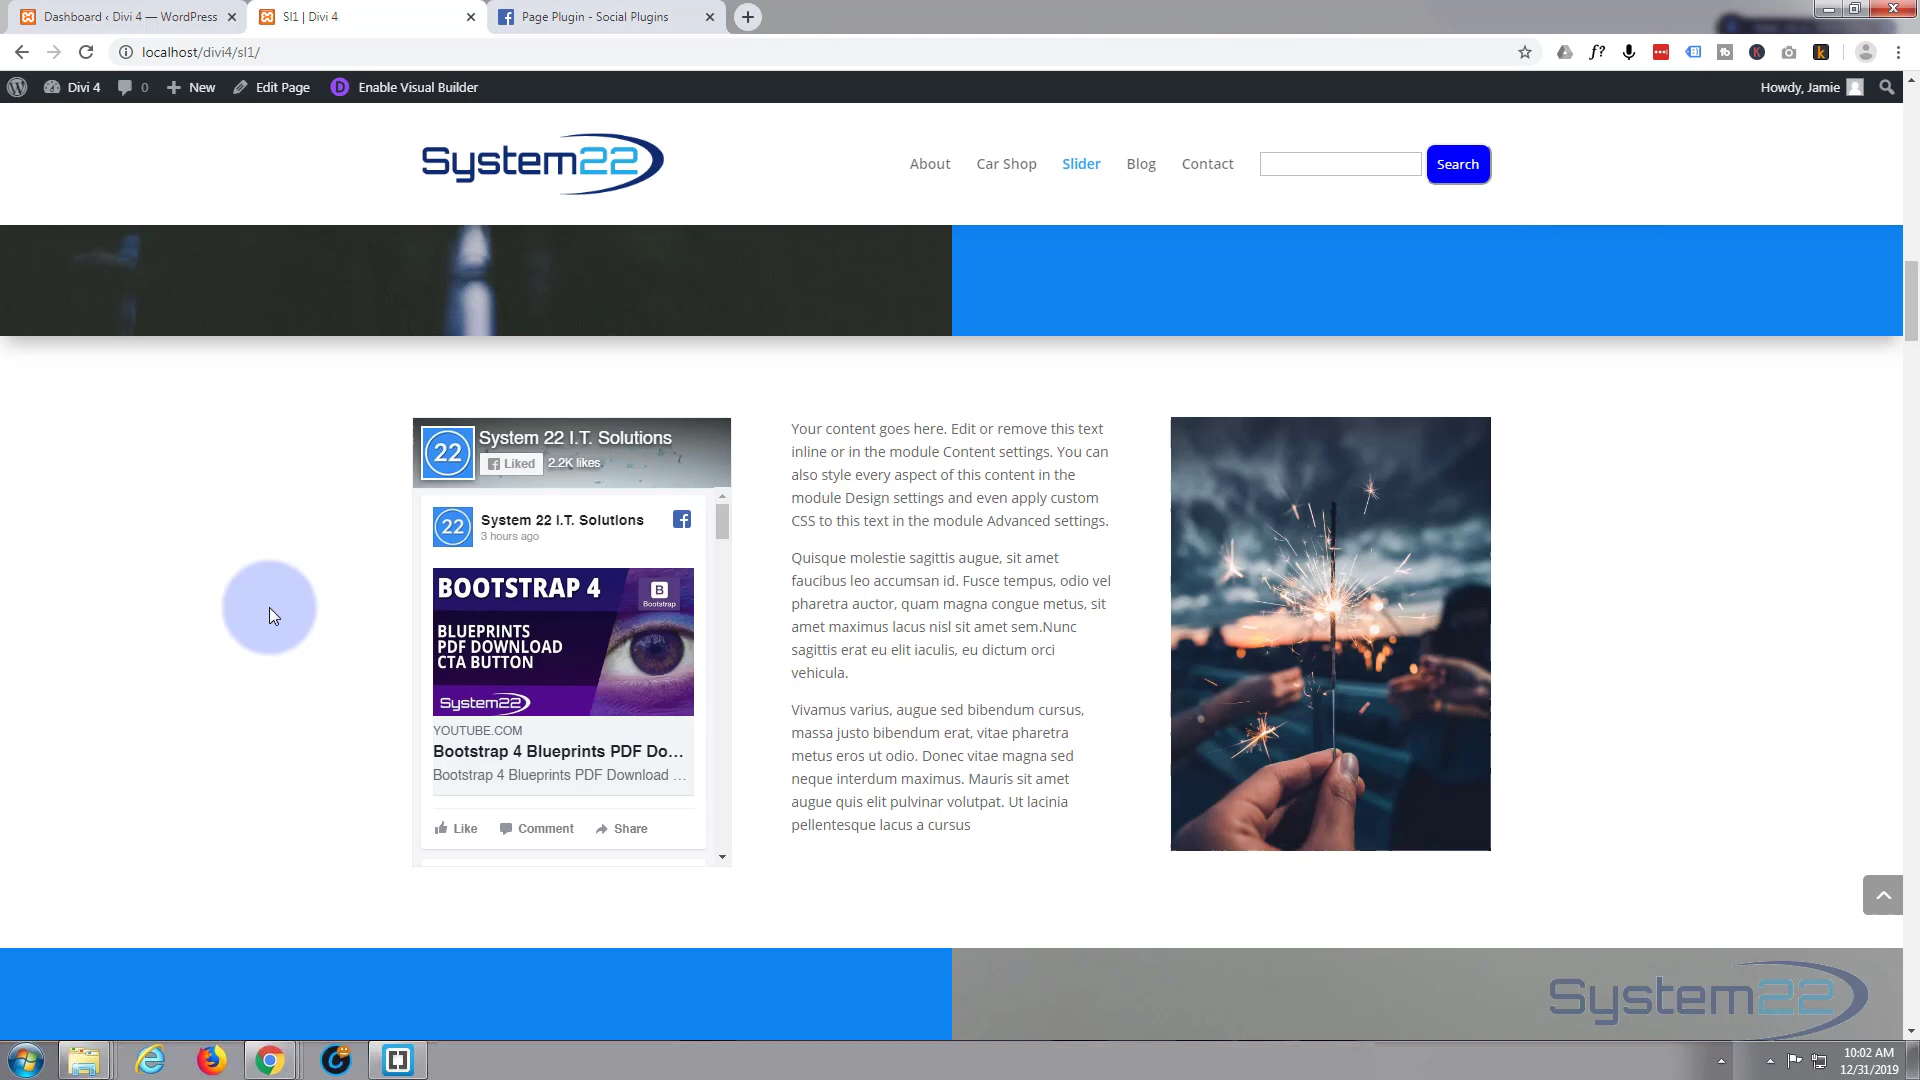 Dashboard ‹ Divi 4 — WordPress
Sl1 | Divi 4
Page Plugin - Social Plugins
localhost/divi4/sl1/
Divi 4
0
New
Edit Page
Enable Visual Builder
Howdy, Jamie
System22
About
Car Shop
Slider
Blog
Contact
Search
22
System 22 I.T. Solutions
Liked
2.2K likes
22
System 22 I.T. Solutions
3 hours ago
BOOTSTRAP 4
B
Bootstrap
BLUEPRINTS
PDF DOWNLOAD
CTA BUTTON
System22
YOUTUBE.COM
Bootstrap 4 Blueprints PDF Do...
Bootstrap 4 Blueprints PDF Download ...
Like
Comment
Share
Your content goes here. Edit or remove this text
inline or in the module Content settings. You can
also style every aspect of this content in the
module Design settings and even apply custom
CSS to this text in the module Advanced settings.
Quisque molestie sagittis augue, sit amet
faucibus leo accumsan id. Fusce tempus, odio vel
pharetra auctor, quam magna congue metus, sit
amet maximus lacus nisl sit amet sem.Nunc
sagittis erat eu elit iaculis, eu dictum orci
vehicula.
Vivamus varius, augue sed bibendum cursus,
massa justo bibendum erat, vitae pharetra
metus eros ut odio. Donec vitae magna sed
neque interdum maximus. Mauris sit amet
augue quis elit pulvinar volutpat. Ut lacinia
pellentesque lacus a cursus
System22
10:02 AM
12/31/2019